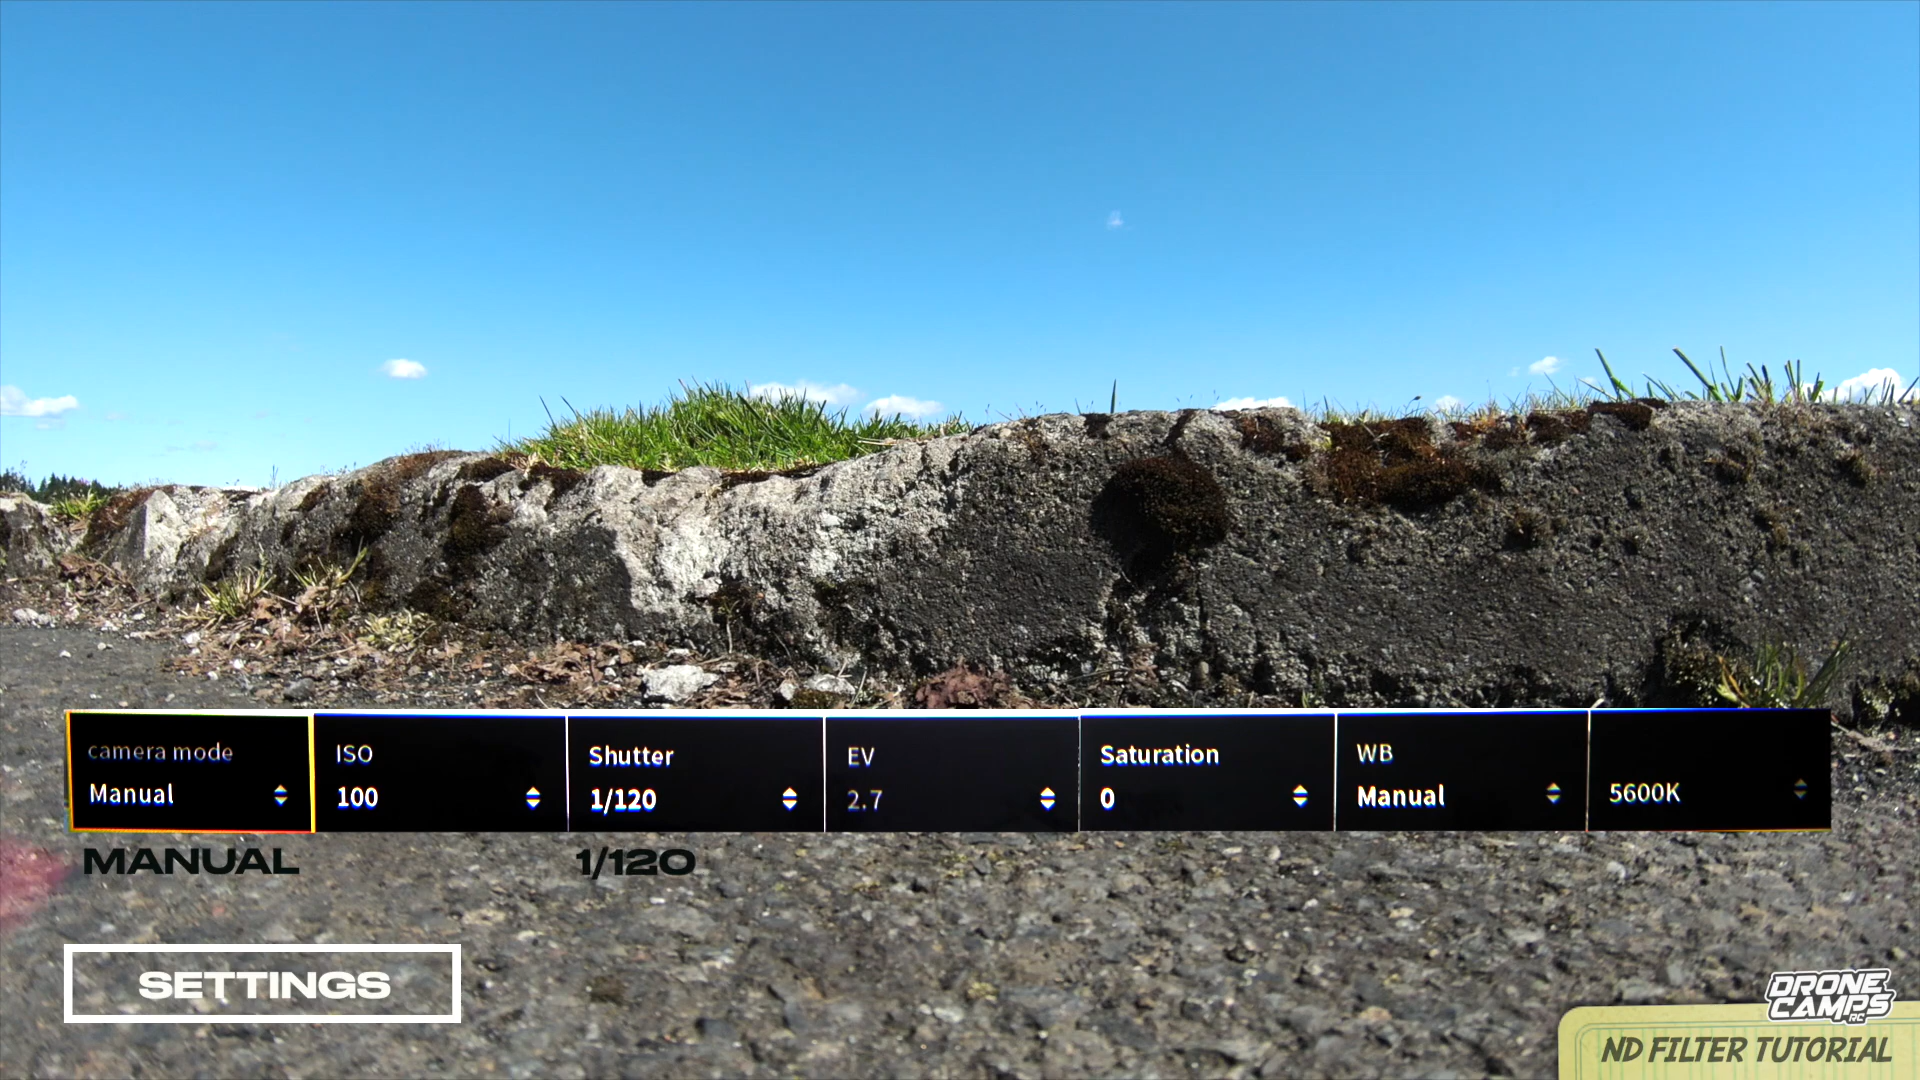 camera mode
Manual
ISO
100
Shutter
1/120
EV
2.7
Saturation
0
WB
Manual
5600K
MANUAL
1/120
SETTINGS
DRONE
CAMPS
RC
ND FILTER TUTORIAL